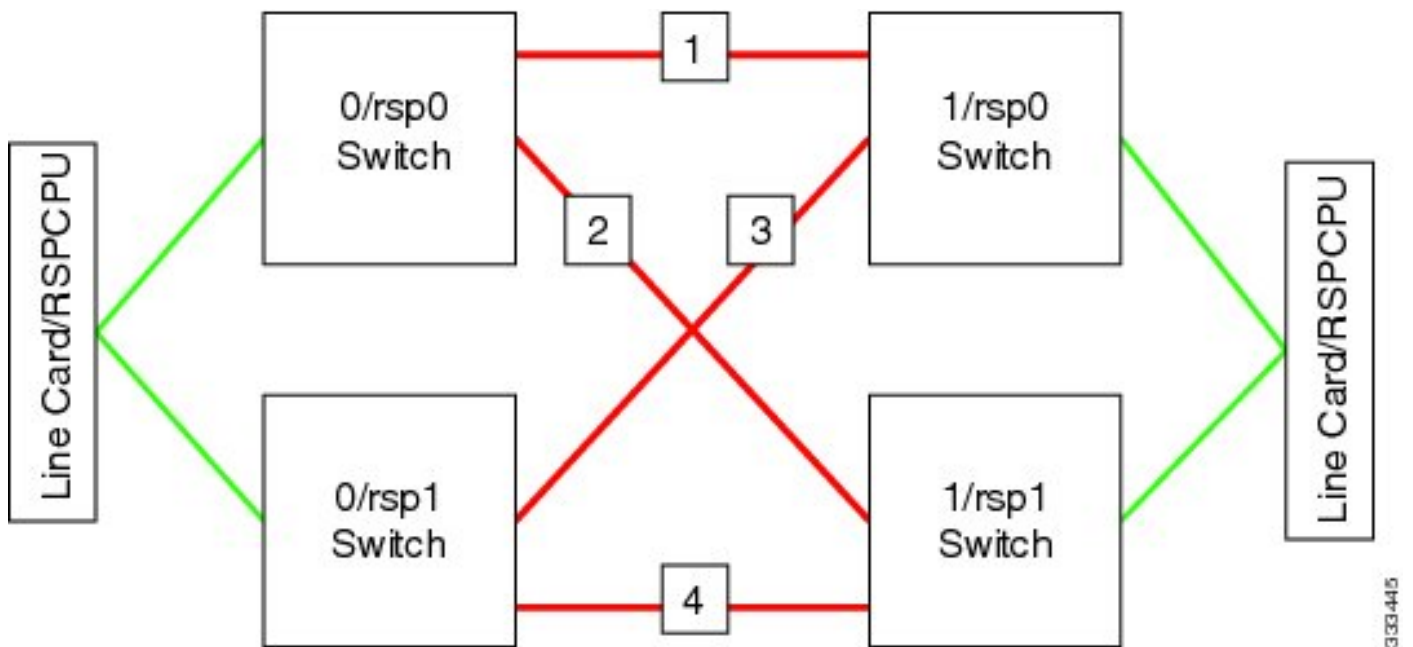 Line Card/RSPCPU
0/rsp0
Switch
1
1/rsp0
Switch
2
3
0/rsp1
Switch
4
1/rsp1
Switch
Line Card/RSPCPU
333445